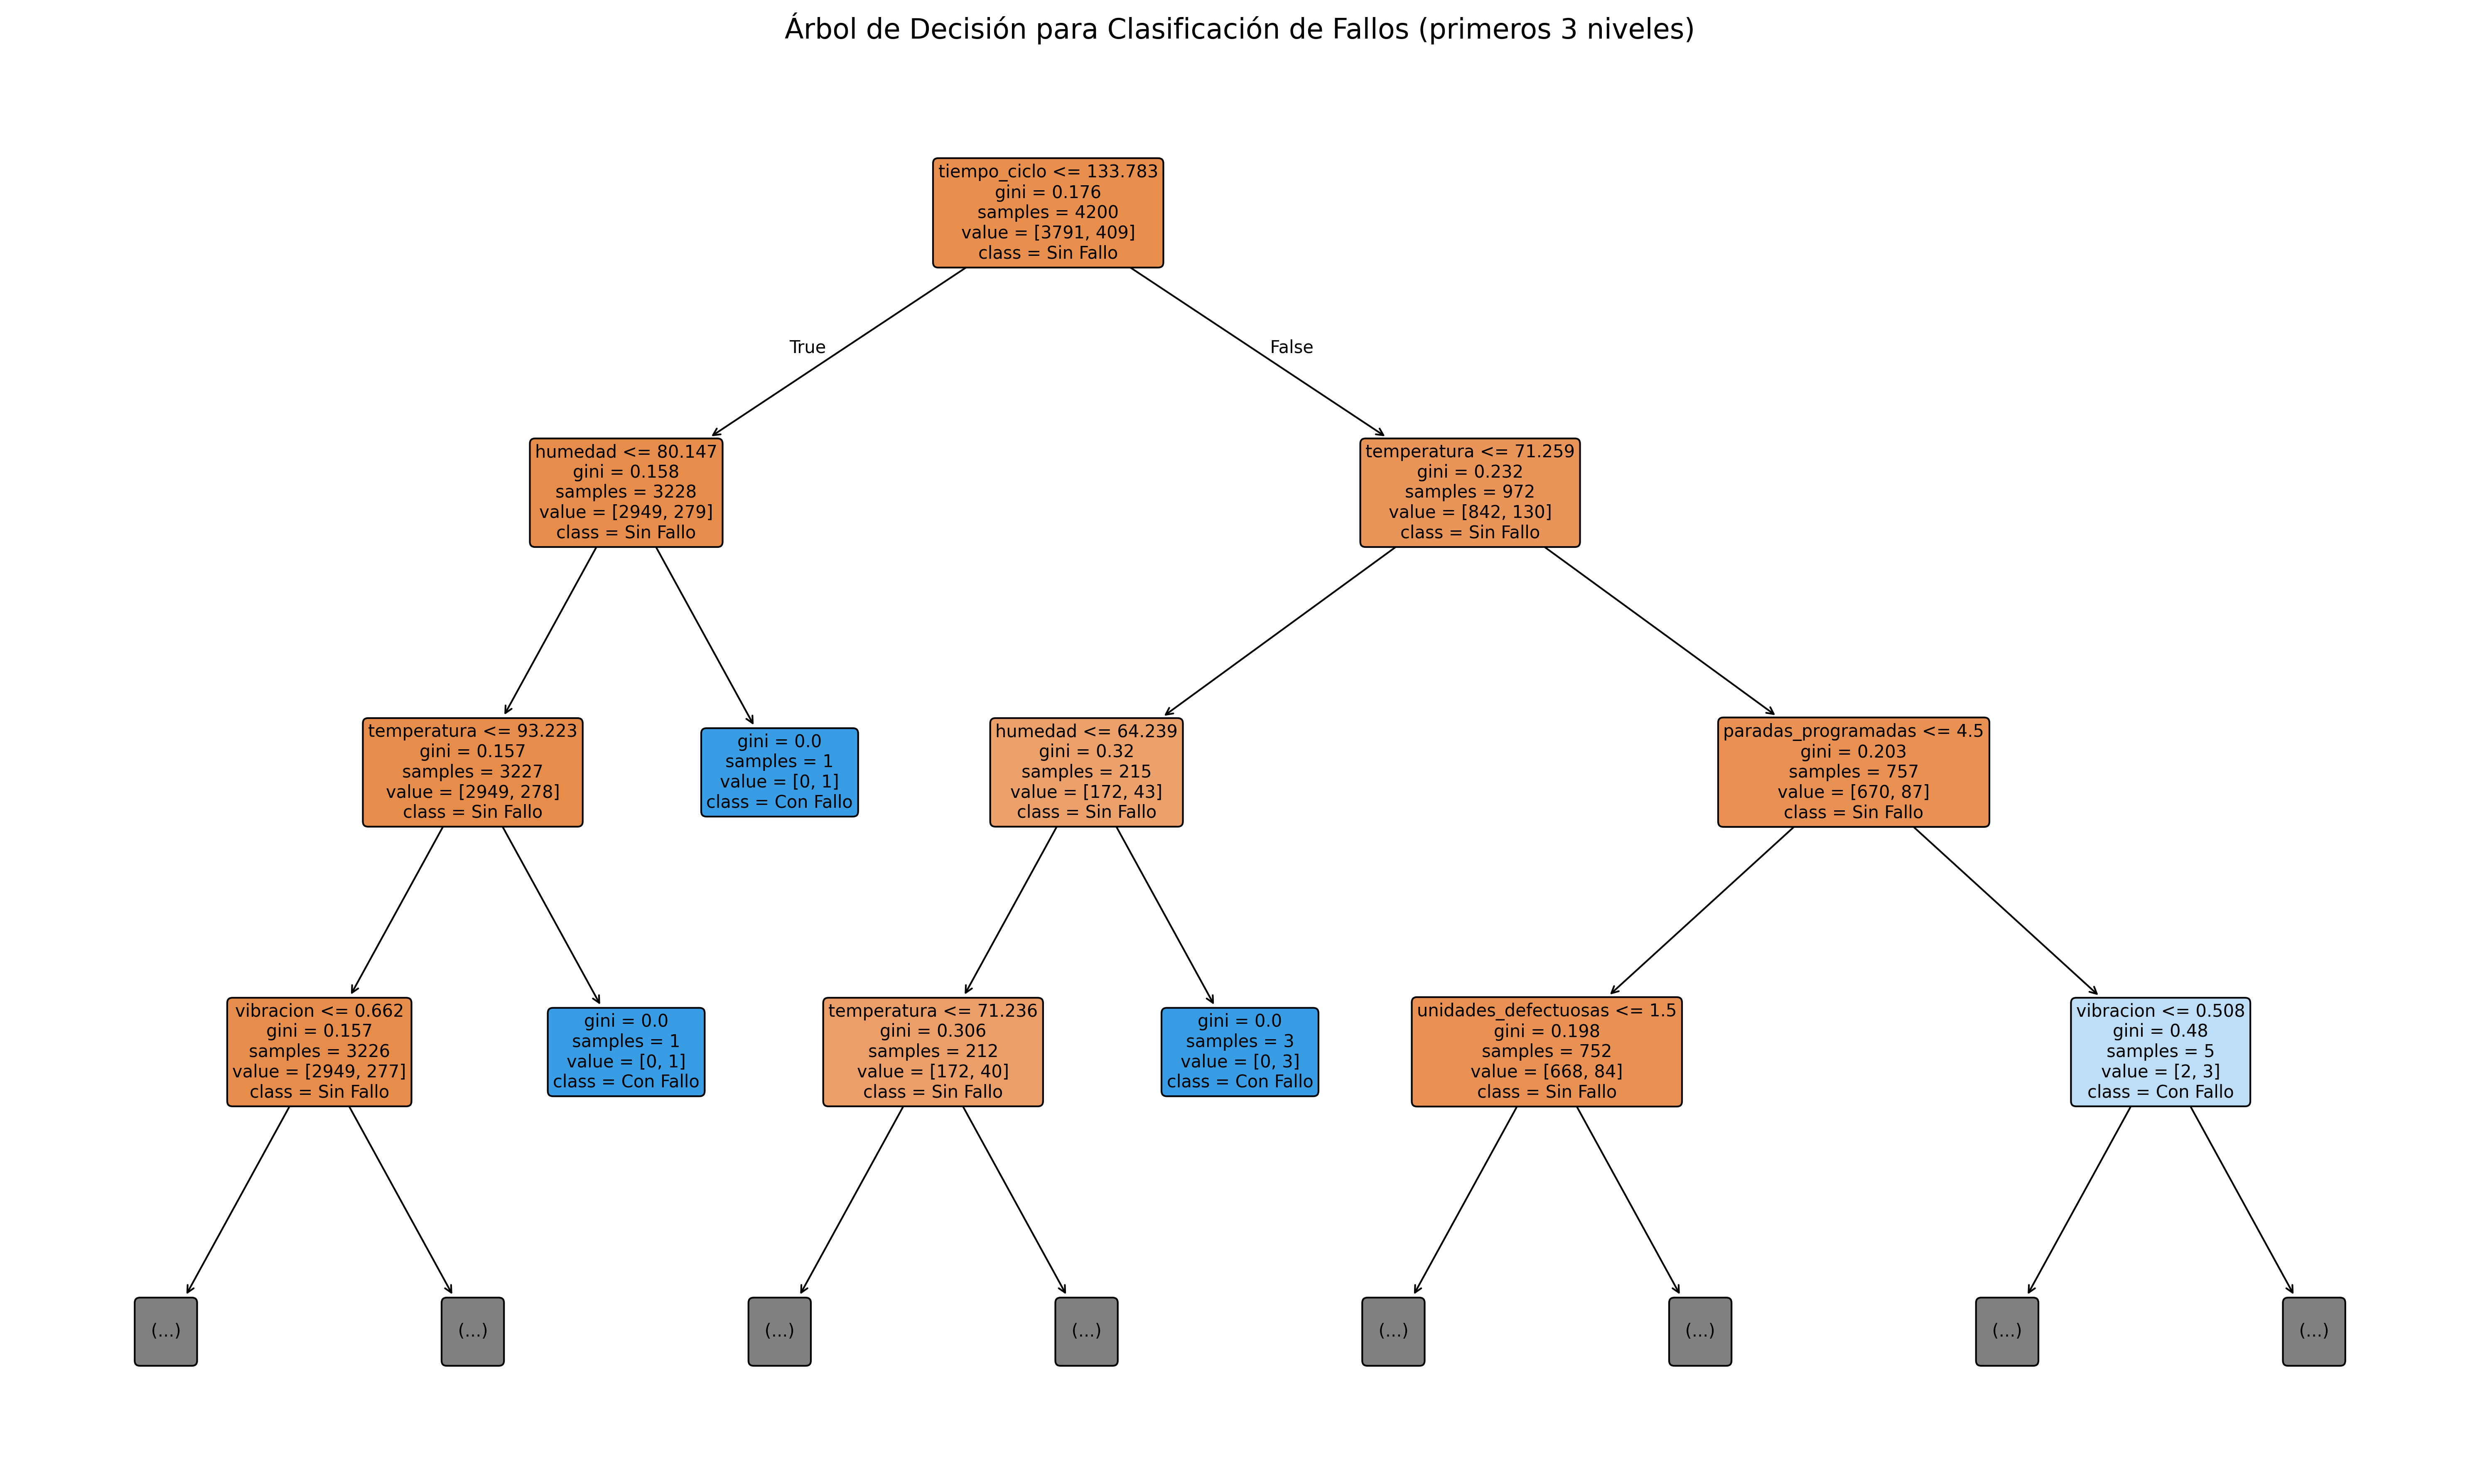 Árbol de Decisión para Clasificación de Fallos (primeros 3 niveles)
tiempo_ciclo <= 133.783
gini = 0.176
samples = 4200
value = [3791, 409]
class = Sin Fallo
True
False
humedad <= 80.147
gini = 0.158
samples = 3228
value = [2949, 279]
class = Sin Fallo
temperatura <= 71.259
gini = 0.232
samples = 972
value = [842, 130]
class = Sin Fallo
temperatura <= 93.223
gini = 0.157
samples = 3227
value = [2949, 278]
class = Sin Fallo
gini = 0.0
samples = 1
value = [0, 1]
class = Con Fallo
humedad <= 64.239
gini = 0.32
samples = 215
value = [172, 43]
class = Sin Fallo
paradas_programadas <= 4.5
gini = 0.203
samples = 757
value = [670, 87]
class = Sin Fallo
vibracion <= 0.662
gini = 0.157
samples = 3226
value = [2949, 277]
class = Sin Fallo
gini = 0.0
samples = 1
value = [0, 1]
class = Con Fallo
temperatura <= 71.236
gini = 0.306
samples = 212
value = [172, 40]
class = Sin Fallo
gini = 0.0
samples = 3
value = [0, 3]
class = Con Fallo
unidades_defectuosas <= 1.5
gini = 0.198
samples = 752
value = [668, 84]
class = Sin Fallo
vibracion <= 0.508
gini = 0.48
samples = 5
value = [2, 3]
class = Con Fallo
(...)
(...)
(...)
(...)
(...)
(...)
(...)
(...)